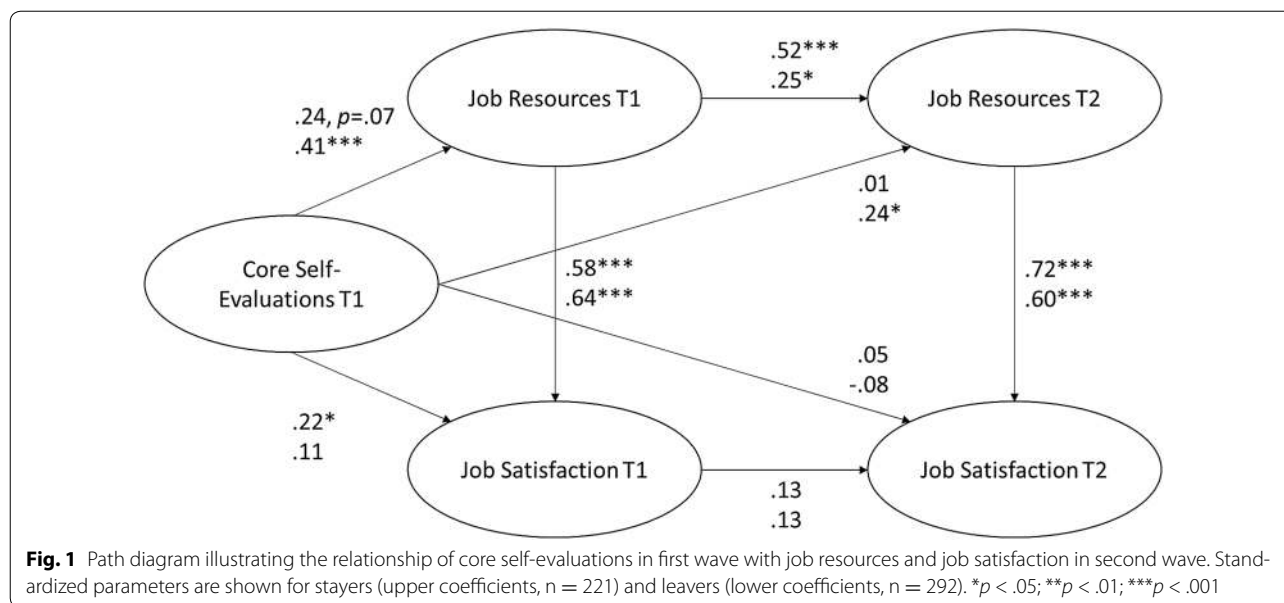 .52***
.25*
Job Resources T1
Job Resources T2
.24, p=.07
.41***
.01
.24*
Core Self-
Evaluations T1
.58***
.64***
.72***
.60***
.05
-.08
.22*
.11
Job Satisfaction T1
Job Satisfaction T2
.13
.13
Fig. 1 Path diagram illustrating the relationship of core self-evaluations in first wave with job resources and job satisfaction in second wave. Stand-
ardized parameters are shown for stayers (upper coefficients, n = 221) and leavers (lower coefficients, n = 292). *p < .05; **p < .01; ***p < .001